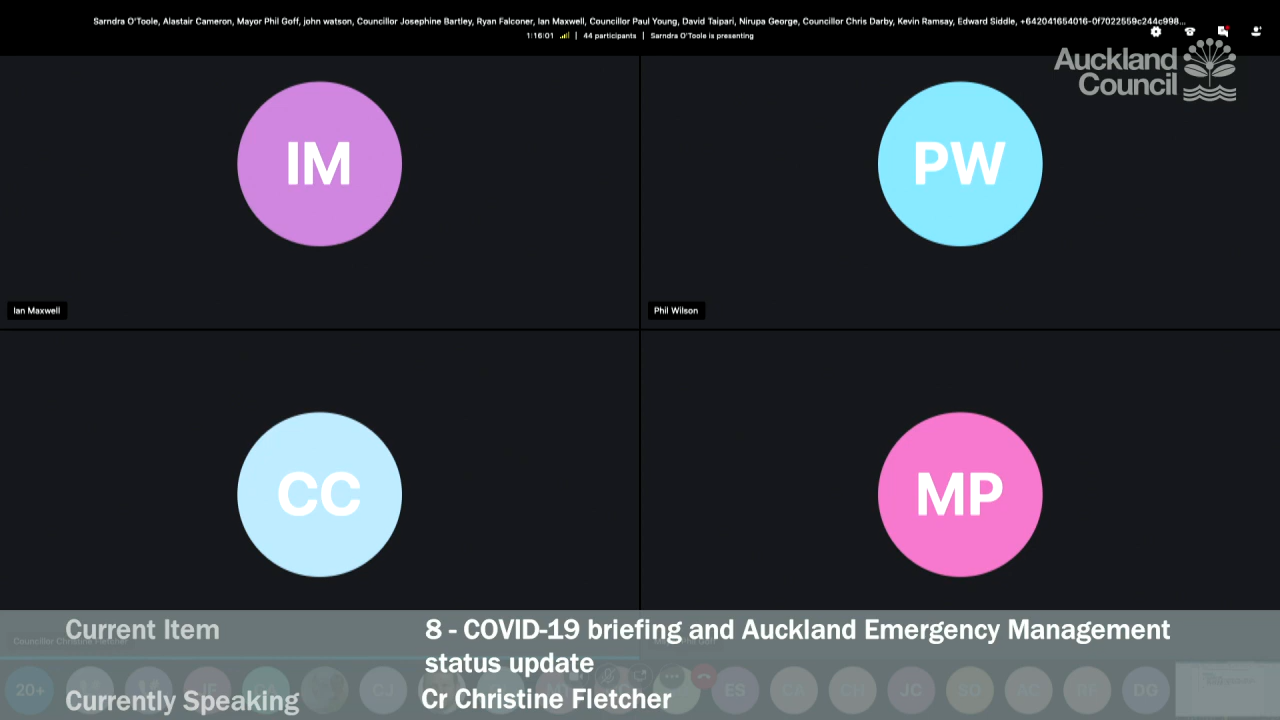 Sarndra O'Toole, Alastair Cameron, Mayor Phil Goff, john watson, Councillor Josephine Bartley, Ryan Falconer, Ian Maxwell, Councillor Paul Young, David Taipari, Nirupa George, Councillor Chris Darby, Kevin Ramsay, Edward Siddle, +642041654016-0f7022559c244c998...
1:16:01 | 44 participants | Sarndra O'Toole is presenting
Auckland
Council
IM
PW
Ian Maxwell
Phil Wilson
CC
MP
Councillor Christine Fletcher
Current Item
8 - COVID-19 briefing and Auckland Emergency Management
status update
20+
CJ
ES
CA
CH
JC
SO
AC
RF
DG
Currently Speaking
Cr Christine Fletcher